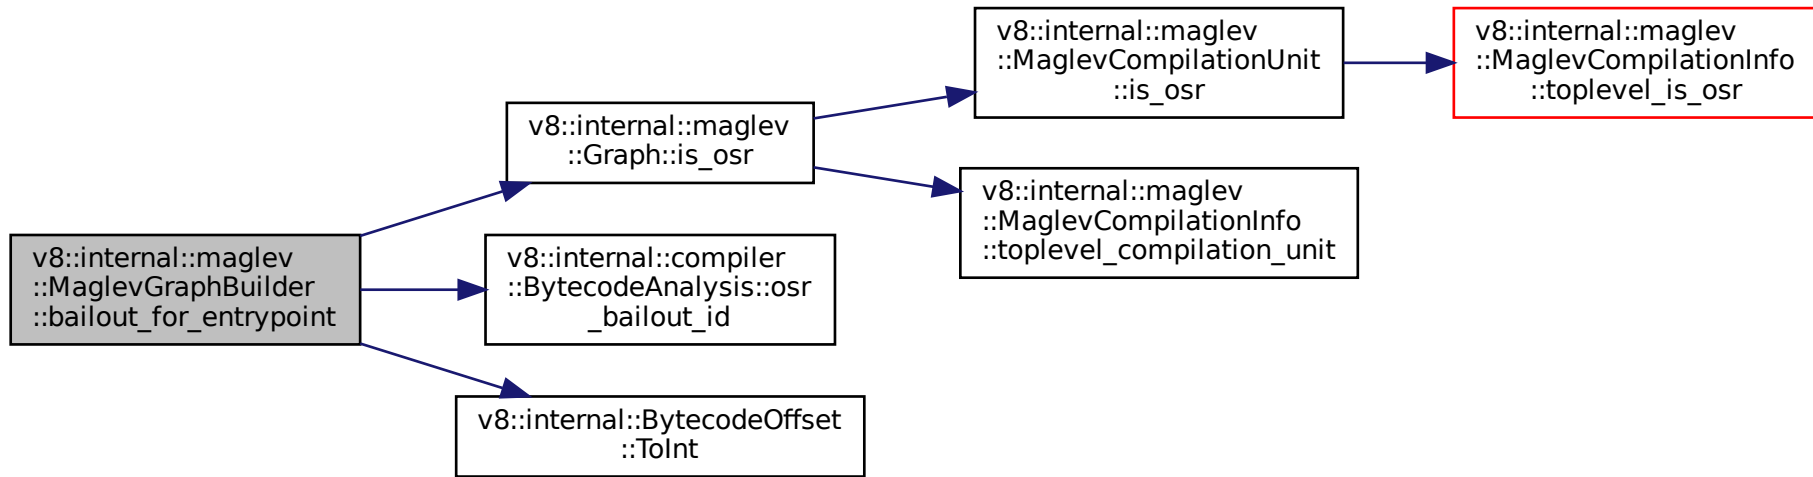 v8::internal::maglev
::MaglevGraphBuilder
::bailout_for_entrypoint
v8::internal::maglev
::Graph::is_osr
v8::internal::compiler
::BytecodeAnalysis::osr
_bailout_id
v8::internal::BytecodeOffset
::ToInt
v8::internal::maglev
::MaglevCompilationUnit
::is_osr
v8::internal::maglev
::MaglevCompilationInfo
::toplevel_compilation_unit
v8::internal::maglev
::MaglevCompilationInfo
::toplevel_is_osr